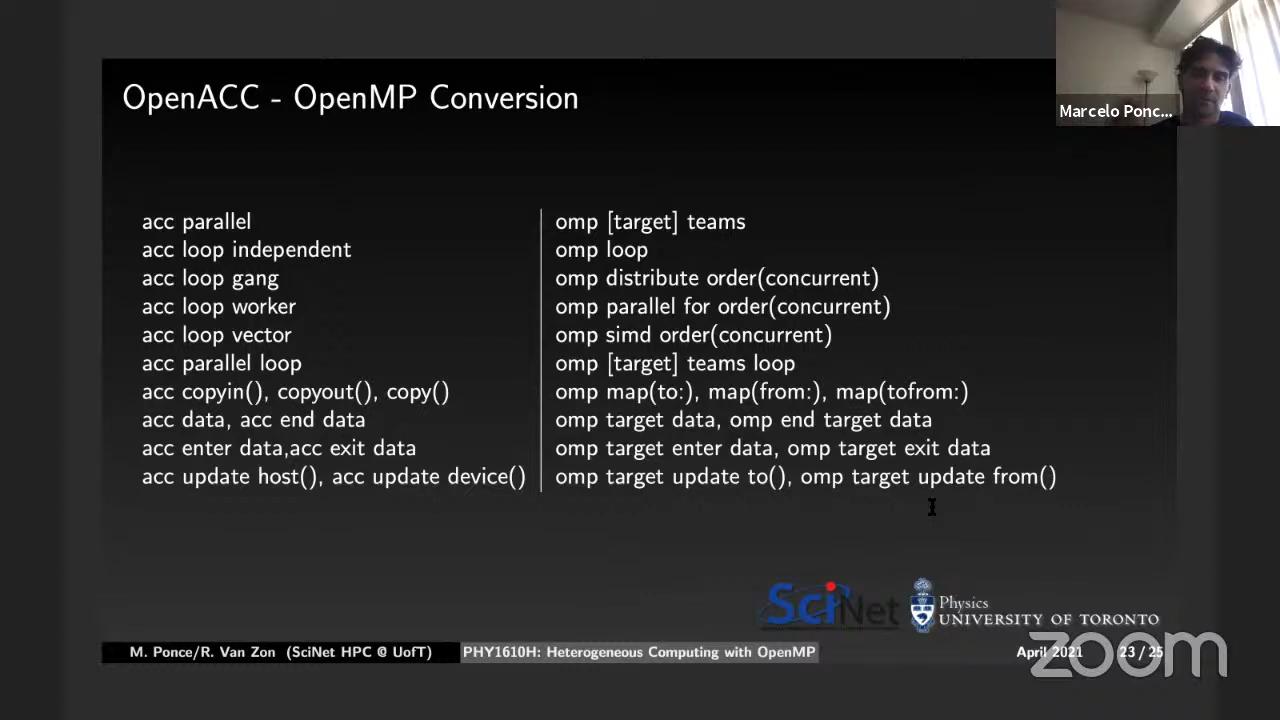 OpenACC - OpenMP Conversion
Marcelo Ponc...
acc parallel omp [target] teams
acc loop independent omp loop
acc loop gang omp distribute order(concurrent)
acc loop worker omp parallel for order(concurrent)
acc loop vector omp simd order(concurrent)
acc parallel loop omp [target] teams loop
acc copyin(), copyout(), copy() omp map(to:), map(from:), map(tofrom:)
acc data, acc end data omp target data, omp end target data
acc enter data,acc exit data omp target enter data, omp target exit data
acc update host(), acc update device() omp target update to(), omp target update from()
SciNet
Physics
UNIVERSITY OF TORONTO
M. Ponce/R. Van Zon (SciNet HPC @ UofT) PHY1610H: Heterogeneous Computing with OpenMP April 2021 23 / 25
zoom